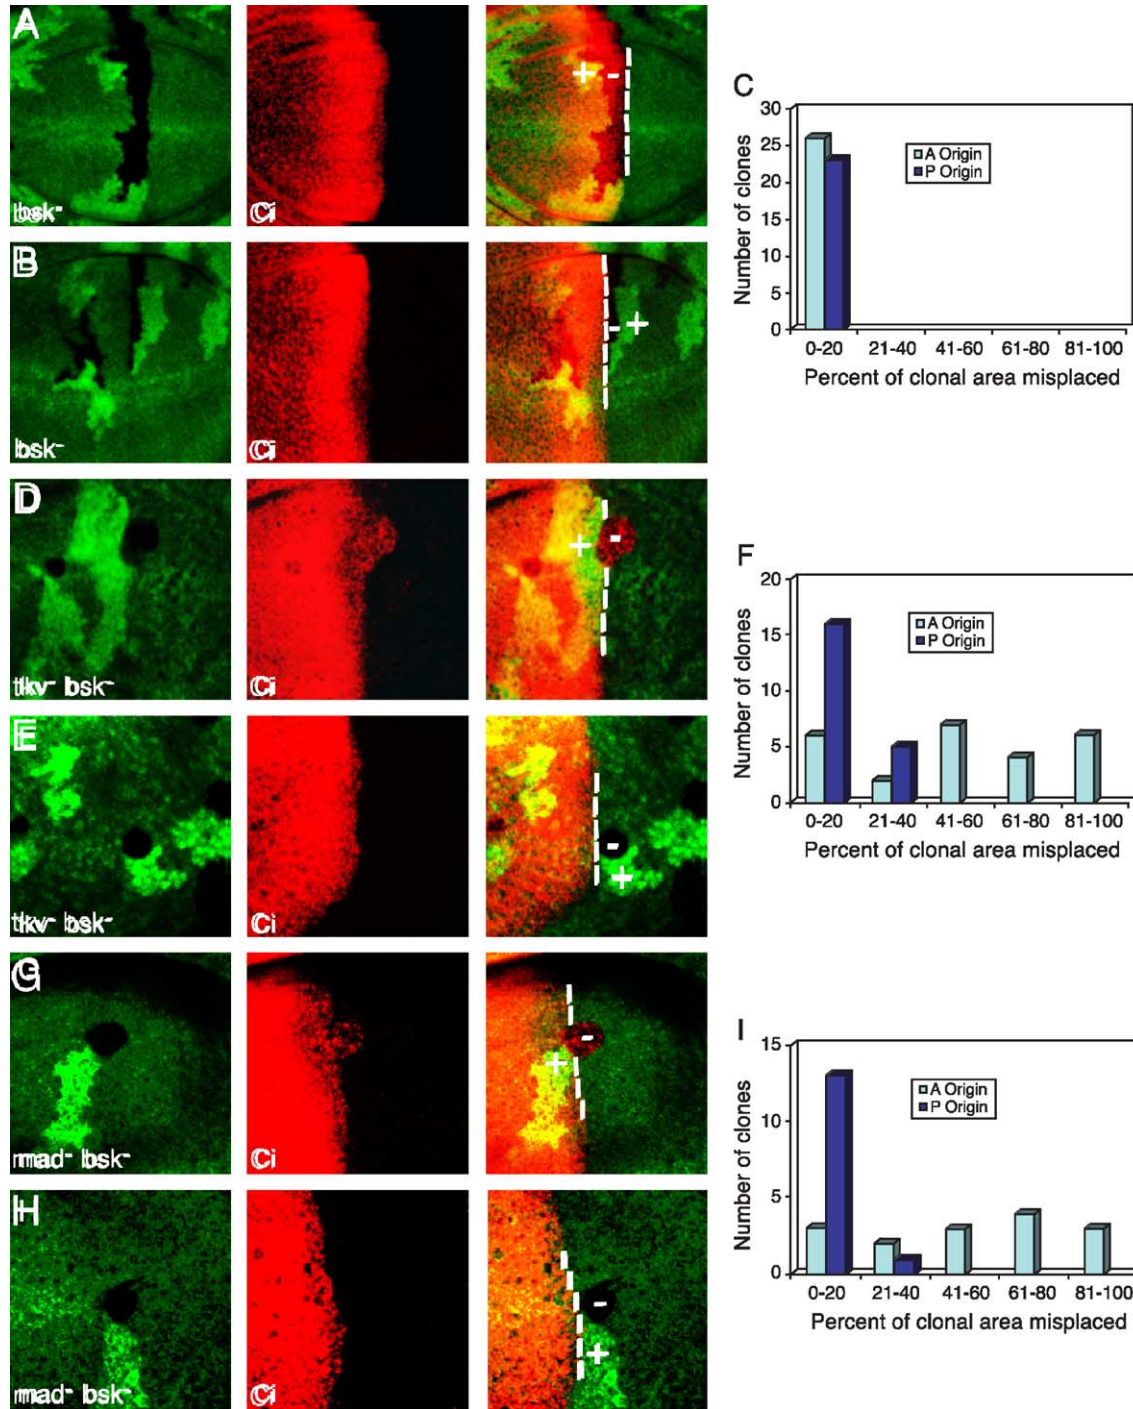 A
bsk-
Ci
+ -
B
bsk-
Ci
- +
C
30
25
20
15
10
5
0
Number of clones
A Origin
P Origin
0-20 21-40 41-60 61-80 81-100
Percent of clonal area misplaced
D
tkv- bsk-
Ci
+ -
E
tkv- bsk-
Ci
-
+
F
20
15
10
5
0
Number of clones
A Origin
P Origin
0-20 21-40 41-60 61-80 81-100
Percent of clonal area misplaced
G
mad- bsk-
Ci
-
+
H
mad- bsk-
Ci
-
+
I
15
10
5
0
Number of clones
A Origin
P Origin
0-20 21-40 41-60 61-80 81-100
Percent of clonal area misplaced